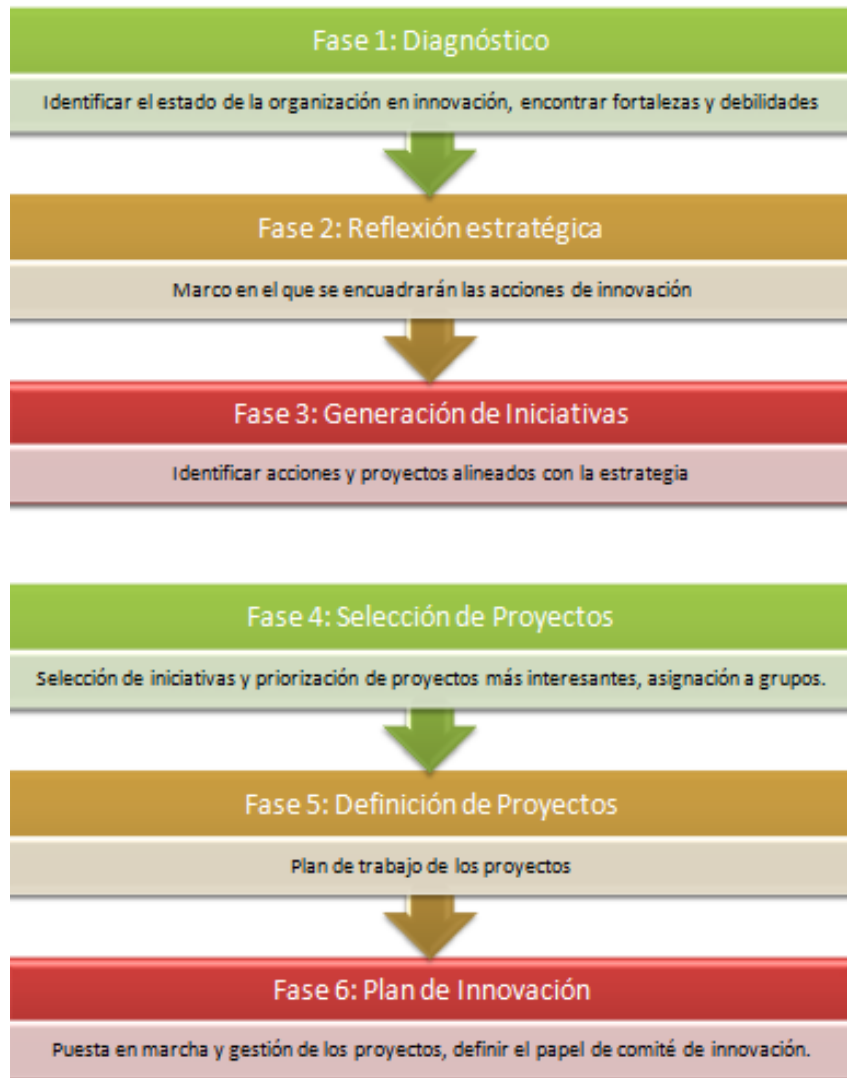 Fase 1: Diagnóstico
Identificar el estado de la organización en innovación, encontrar fortalezas y debilidades
Fase 2: Reflexión estratégica
Marco en el que se encuadrarán las acciones de innovación
Fase 3: Generación de Iniciativas
Identificar acciones y proyectos alineados con la estrategia
Fase 4: Selección de Proyectos
Selección de iniciativas y priorización de proyectos más interesantes, asignación a grupos.
Fase 5: Definición de Proyectos
Plan de trabajo de los proyectos
Fase 6: Plan de Innovación
Puesta en marcha y gestión de los proyectos, definir el papel de comité de innovación.